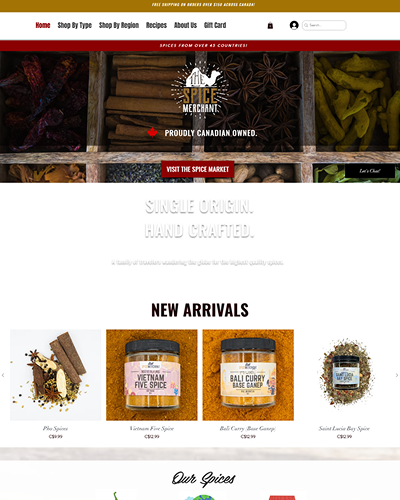 FREE SHIPPING ON ORDERS OVER $150 ACROSS CANADA!
Home Shop By Type Shop By Region Recipes About Us Gift Card
Search...
SPICES FROM OVER 45 COUNTRIES!
THE
SPICE
MERCHANT.
PROUDLY CANADIAN OWNED.
VISIT THE SPICE MARKET
Let's Chat!
SINGLE ORIGIN.
HAND CRAFTED.
A family of travelers wandering the globe for the highest quality spices.
NEW ARRIVALS
VIETNAM
FIVE SPICE
BALI CURRY
BASE GANEP
SAINT LUCIA
BAY SPICE
Pho Spices Vietnam Five Spice Bali Curry Base Ganep Saint Lucia Bay Spice
C$9.99 C$12.99 C$12.99 C$12.99
Our Spices